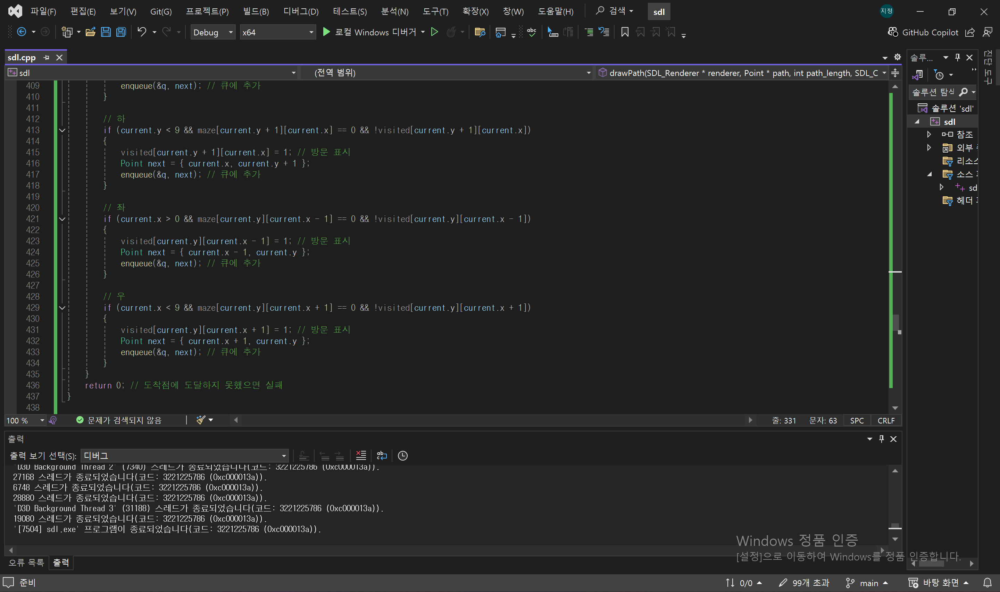 파일(F) 편집(E) 보기(V) Git(G) 프로젝트(P) 빌드(B) 디버그(D) 테스트(S) 분석(N) 도구(T) 확장(X) 창(W) 도움말(H) 검색 sdl 지정
Debug x64 로컬 Windows 디버거 abc GitHub Copilot
sdl.cpp
sdl (전역 범위) drawPath(SDL_Renderer * renderer, Point * path, int path_length, SDL_C
409 enqueue(&q, next); // 큐에 추가
410 }
411
412 // 하
413 if (current.y < 9 && maze[current.y + 1][current.x] == 0 && !visited[current.y + 1][current.x])
414 {
415 visited[current.y + 1][current.x] = 1; // 방문 표시
416 Point next = { current.x, current.y + 1 };
417 enqueue(&q, next); // 큐에 추가
418 }
419
420 // 좌
421 if (current.x > 0 && maze[current.y][current.x - 1] == 0 && !visited[current.y][current.x - 1])
422 {
423 visited[current.y][current.x - 1] = 1; // 방문 표시
424 Point next = { current.x - 1, current.y };
425 enqueue(&q, next); // 큐에 추가
426 }
427
428 // 우
429 if (current.x < 9 && maze[current.y][current.x + 1] == 0 && !visited[current.y][current.x + 1])
430 {
431 visited[current.y][current.x + 1] = 1; // 방문 표시
432 Point next = { current.x + 1, current.y };
433 enqueue(&q, next); // 큐에 추가
434 }
435 }
436 return 0; // 도착점에 도달하지 못했으면 실패
437 }
438
100 % 문제가 검색되지 않음 줄: 331 문자: 63 SPC CRLF
출력
출력 보기 선택(S): 디버그
'D3D Background Thread 2' (7340) 스레드가 종료되었습니다(코드: 3221225786 (0xc000013a)).
27168 스레드가 종료되었습니다(코드: 3221225786 (0xc000013a)).
6748 스레드가 종료되었습니다(코드: 3221225786 (0xc000013a)).
28880 스레드가 종료되었습니다(코드: 3221225786 (0xc000013a)).
'D3D Background Thread 3' (31188) 스레드가 종료되었습니다(코드: 3221225786 (0xc000013a)).
19080 스레드가 종료되었습니다(코드: 3221225786 (0xc000013a)).
'[7504] sdl.exe' 프로그램이 종료되었습니다(코드: 3221225786 (0xc000013a)).
오류 목록 출력
솔루...
솔루션 탐식
솔루션 'sdl'
sdl
참조
외부
리소스
소스
sd
헤더
진단 도구
Windows 정품 인증
[설정]으로 이동하여 Windows를 정품 인증합니다.
준비 0/0 99개 초과 main 바탕 화면